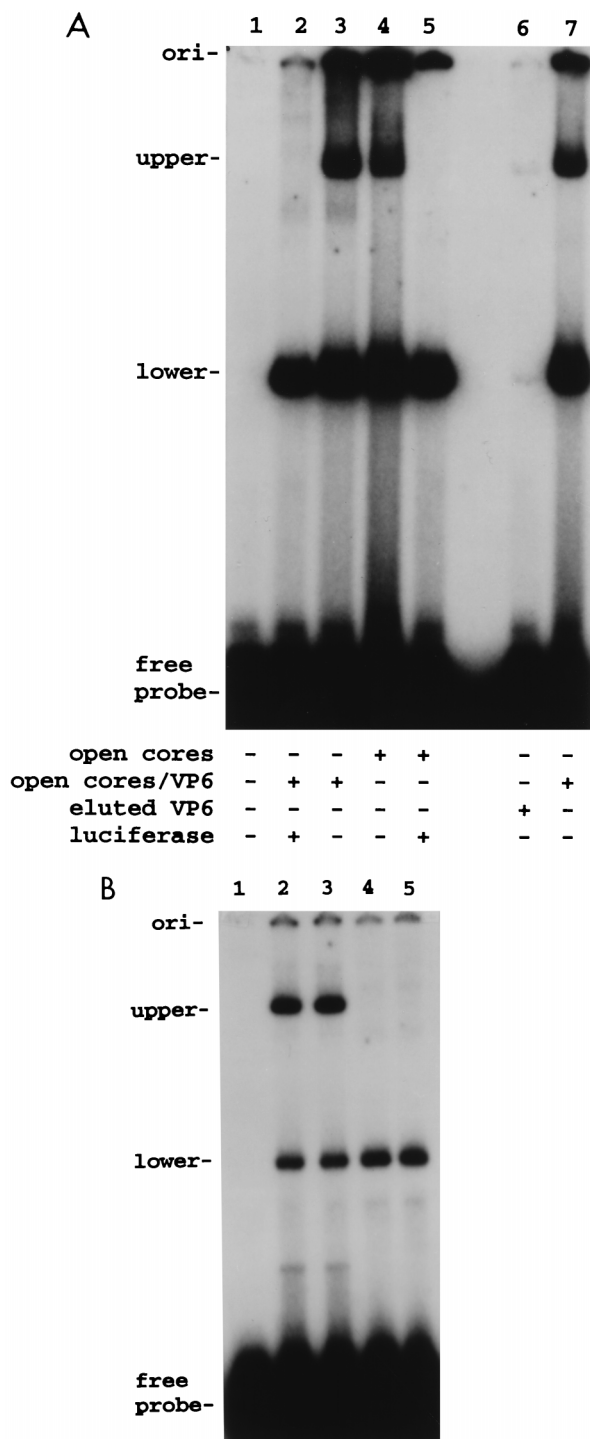 A
1 2 3 4 5 6 7
ori-
upper-
lower-
free
probe-
open cores - - - + + - -
open cores/VP6 - + + - - - +
eluted VP6 - - - - - + -
luciferase - + - - + - -
B
1 2 3 4 5
ori-
upper-
lower-
free
probe-